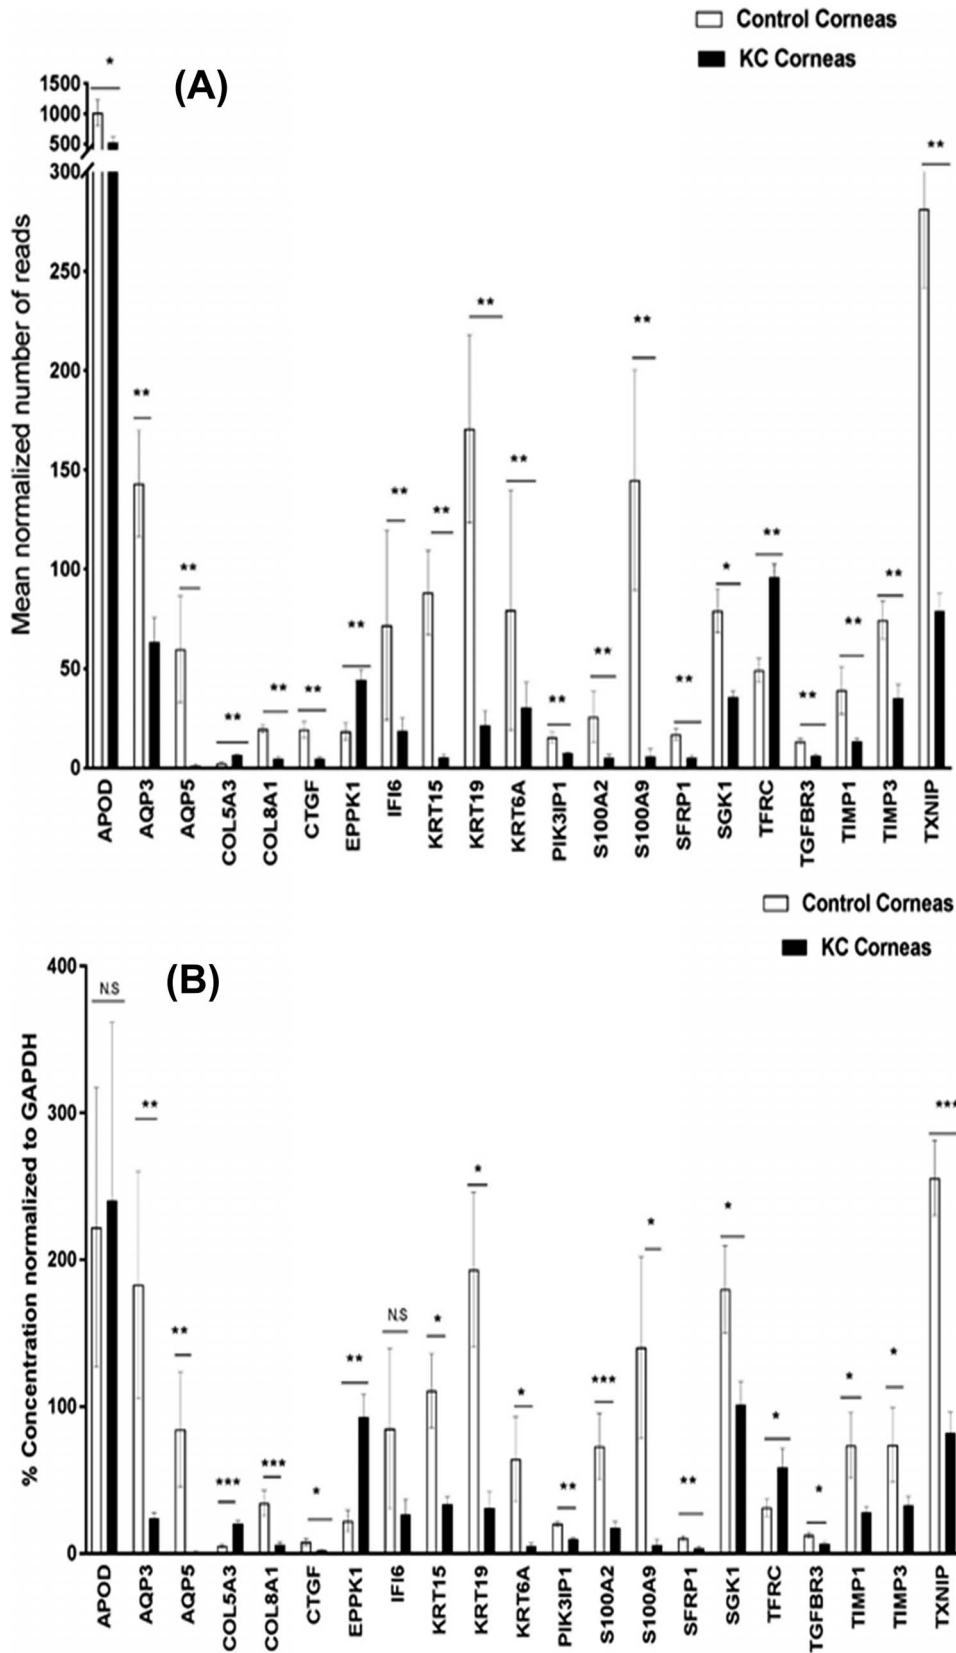 Control Corneas
KC Corneas
(A)
*
1500
1000
500
300
250
200
150
100
50
0
Mean normalized number of reads
** ** ** ** ** ** ** ** ** ** ** ** ** ** * ** ** ** ** **
APOD AQP3 AQP5 COL5A3 COL8A1 CTGF EPPK1 IFI6 KRT15 KRT19 KRT6A PIK3IP1 S100A2 S100A9 SFRP1 SGK1 TFRC TGFBR3 TIMP1 TIMP3 TXNIP
Control Corneas
KC Corneas
(B)
400
300
200
100
0
% Concentration normalized to GAPDH
N.S ** ** *** *** * ** N.S * * * ** *** * ** * * * * * ***
APOD AQP3 AQP5 COL5A3 COL8A1 CTGF EPPK1 IFI6 KRT15 KRT19 KRT6A PIK3IP1 S100A2 S100A9 SFRP1 SGK1 TFRC TGFBR3 TIMP1 TIMP3 TXNIP